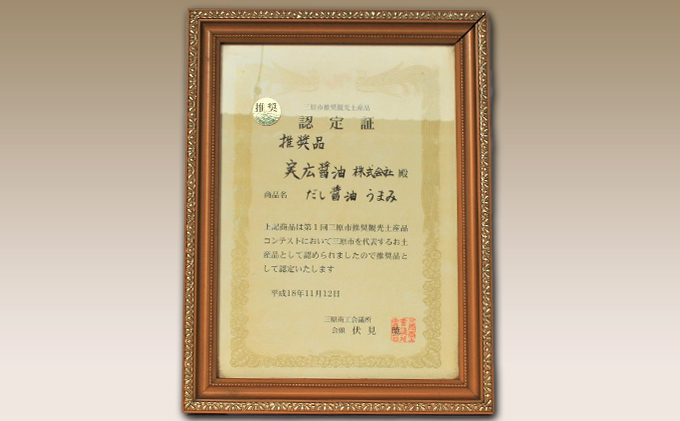 推奨
三原市推奨観光土産品
認定証
推奨品
実広醤油 株式会社 殿
商品名 だし醤油 うまみ
上記商品は第1回三原市推奨観光土産品
コンテストにおいて三原市を代表するお土
産品として認められましたので推奨品と
して認定いたします
平成18年11月12日
三原商工会議所
会頭 伏見